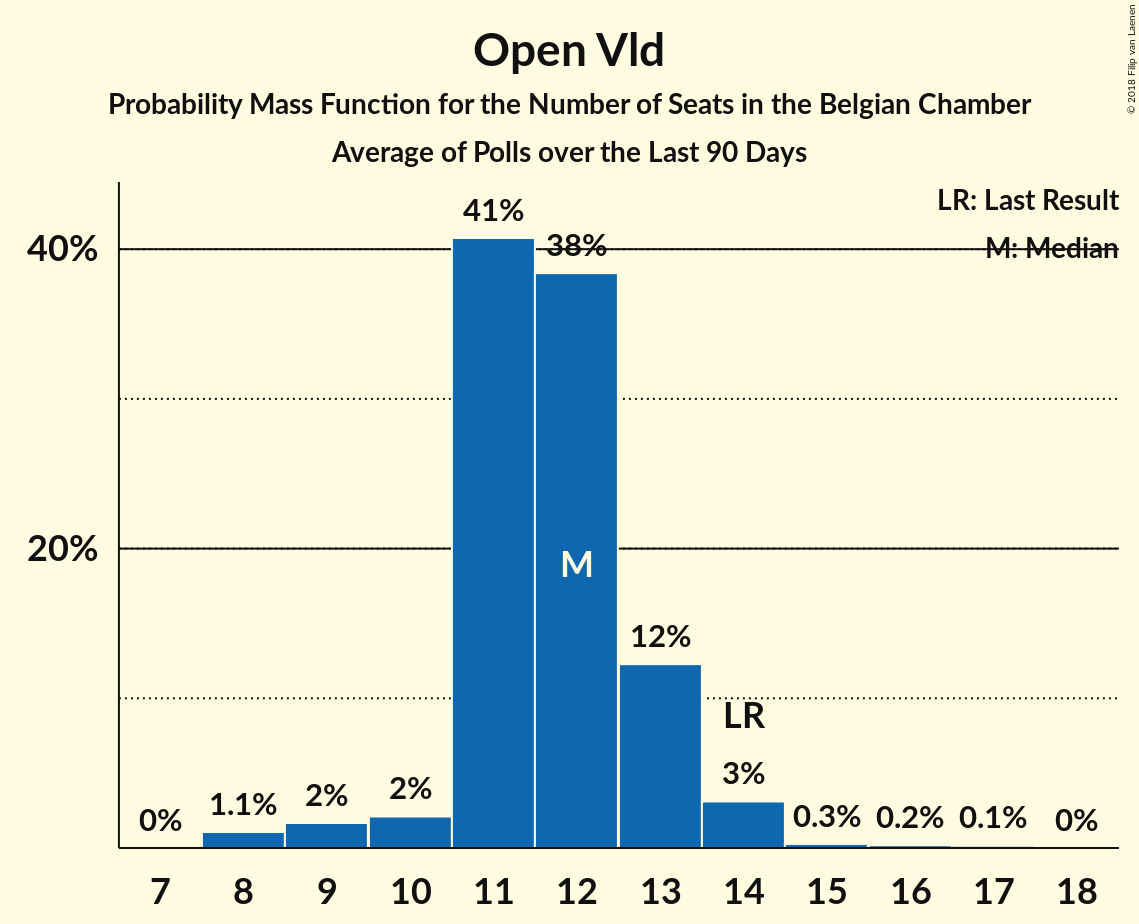 Open Vld
Probability Mass Function for the Number of Seats in the Belgian Chamber
Average of Polls over the Last 90 Days
© 2018 Filip van Laenen
LR: Last Result
M: Median
40%
20%
0%
1.1%
2%
2%
41%
38%
12%
3%
0.3%
0.2%
0.1%
0%
M
LR
7 8 9 10 11 12 13 14 15 16 17 18